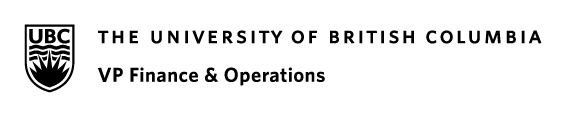 UBC
THE UNIVERSITY OF BRITISH COLUMBIA
VP Finance & Operations